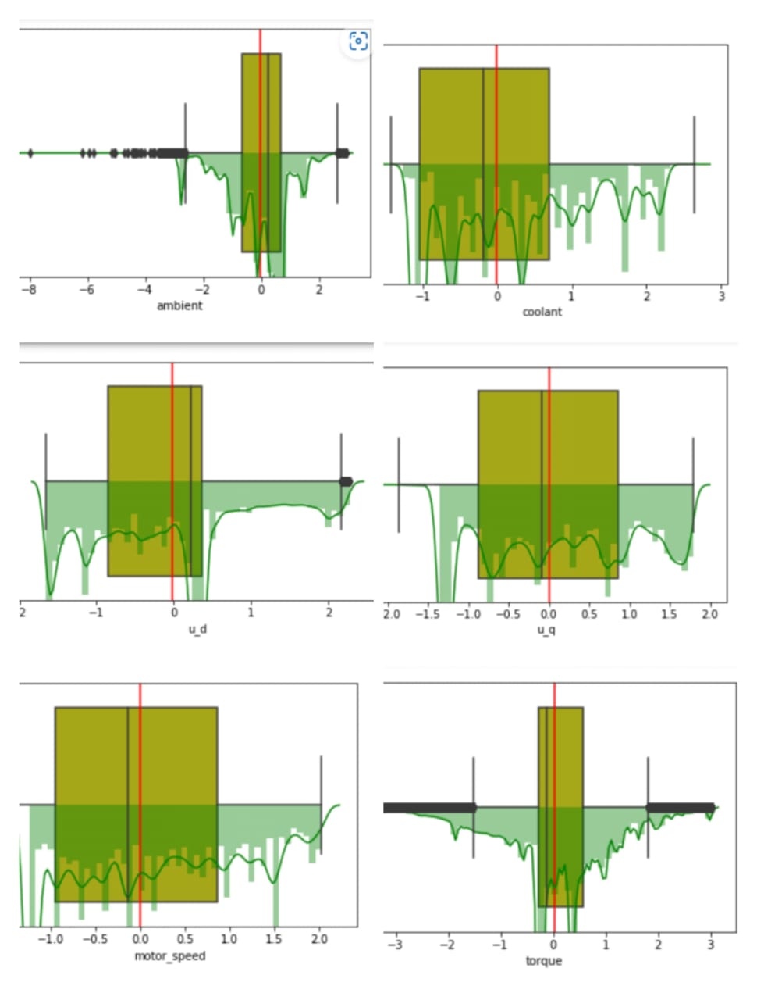 −8 −6 −4 −2 0 2
ambient
−1 0 1 2 3
coolant
2 −1 0 1 2
u_d
2.0 −1.5 −1.0 −0.5 0.0 0.5 1.0 1.5 2.0
u_q
−1.0 −0.5 0.0 0.5 1.0 1.5 2.0
motor_speed
−3 −2 −1 0 1 2 3
torque